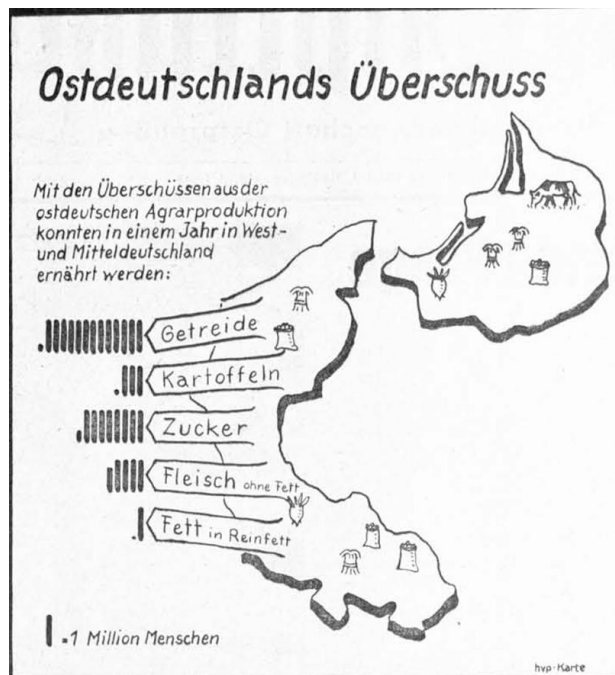 Ostdeutschlands Überschuss
Mit den Überschüssen aus der
ostdeutschen Agrarproduktion
konnten in einem Jahr in West-
und Mitteldeutschland
ernährt werden:
Getreide
Kartoffeln
Zucker
Fleisch ohne Fett
Fett in Reinfett
=1 Million Menschen
hvp-Karte